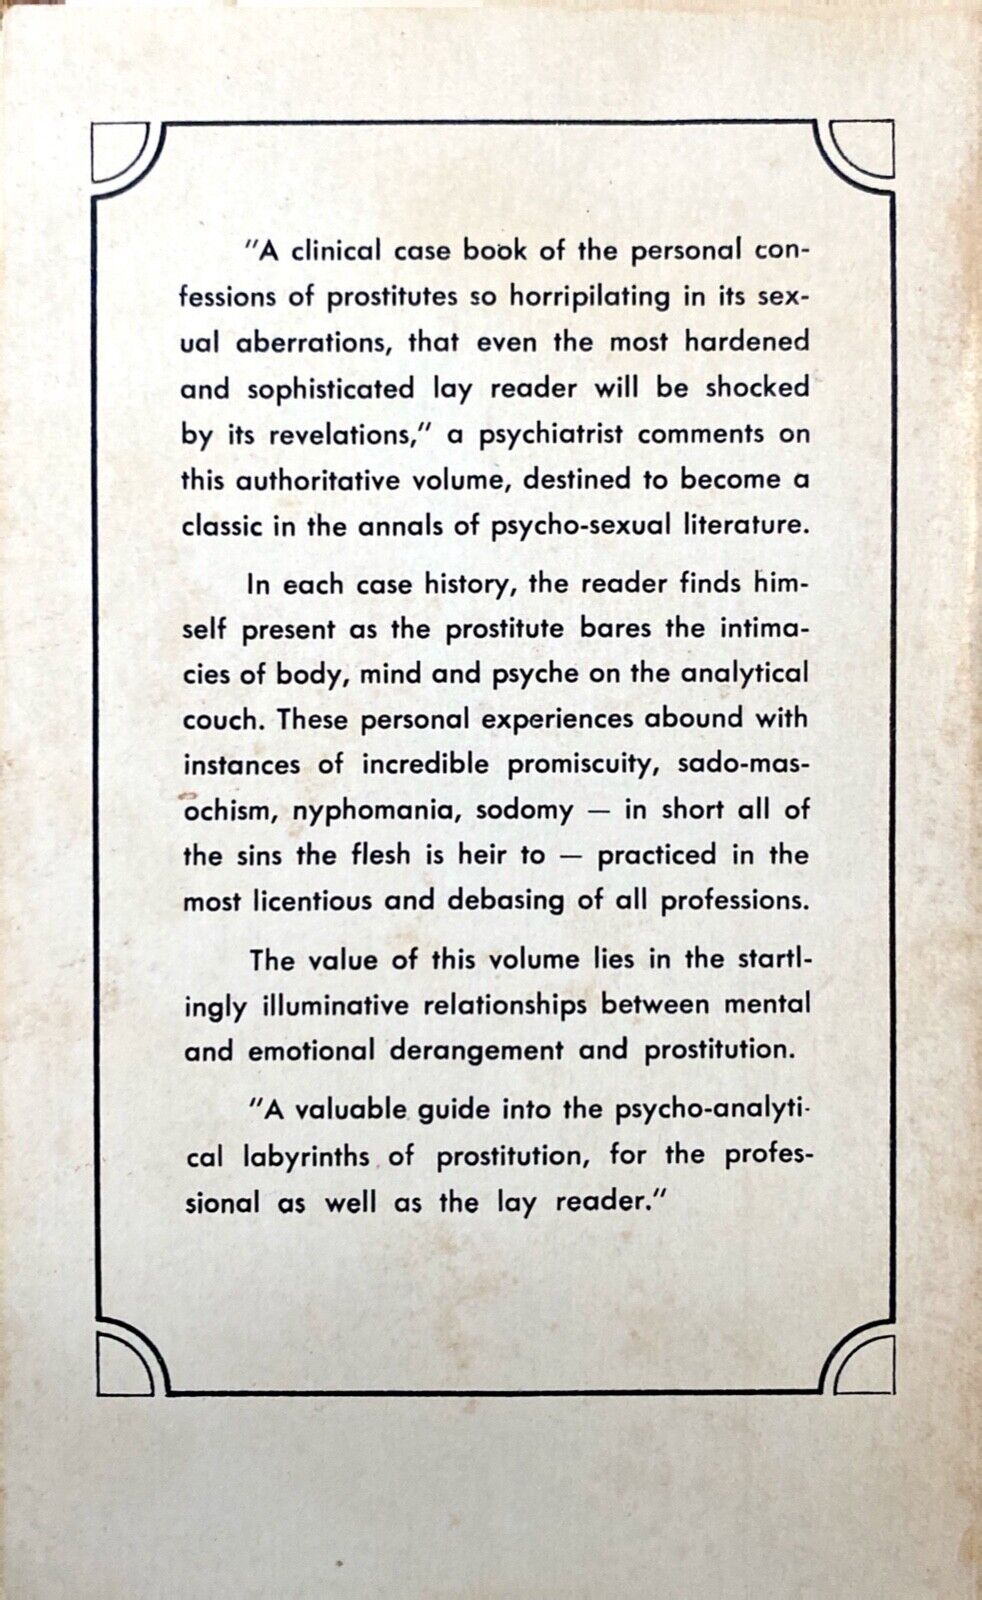 "A clinical case book of the personal con-
fessions of prostitutes so horripilating in its sex-
ual aberrations, that even the most hardened
and sophisticated lay reader will be shocked
by its revelations," a psychiatrist comments on
this authoritative volume, destined to become a
classic in the annals of psycho-sexual literature.
In each case history, the reader finds him-
self present as the prostitute bares the intima-
cies of body, mind and psyche on the analytical
couch. These personal experiences abound with
instances of incredible promiscuity, sado-mas-
ochism, nyphomania, sodomy — in short all of
the sins the flesh is heir to — practiced in the
most licentious and debasing of all professions.
The value of this volume lies in the startl-
ingly illuminative relationships between mental
and emotional derangement and prostitution.
"A valuable guide into the psycho-analyti-
cal labyrinths of prostitution, for the profes-
sional as well as the lay reader."